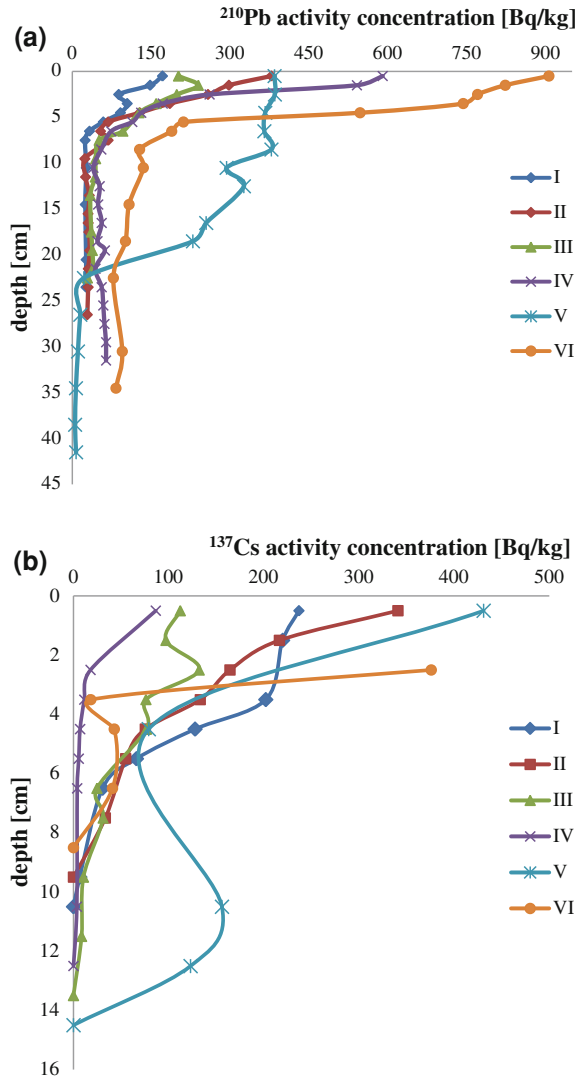 ²¹⁰Pb activity concentration [Bq/kg]
(a)
0 150 300 450 600 750 900
0
5
10
15
20
25
30
35
40
45
depth [cm]
I
II
III
IV
V
VI
¹³⁷Cs activity concentration [Bq/kg]
(b)
0 100 200 300 400 500
0
2
4
6
8
10
12
14
16
depth [cm]
I
II
III
IV
V
VI